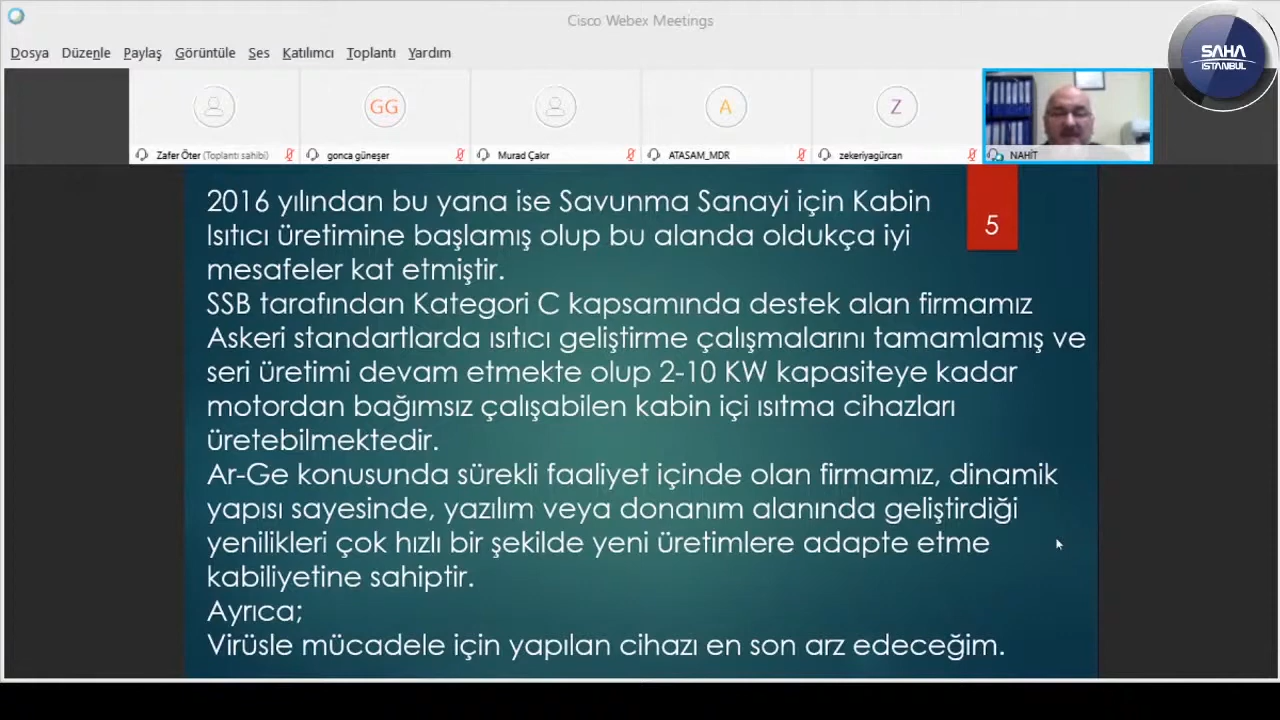 Cisco Webex Meetings
SAHA
İSTANBUL
Dosya Düzenle Paylaş Görüntüle Ses Katılımcı Toplantı Yardım
GG
A
Z
Zafer Öter (Toplantı sahibi)
gonca güneşer
Murad Çakır
ATASAM_MDR
zekeriyagürcan
NAHİT
5
2016 yılından bu yana ise Savunma Sanayi için Kabin
Isıtıcı üretimine başlamış olup bu alanda oldukça iyi
mesafeler kat etmiştir.
SSB tarafından Kategori C kapsamında destek alan firmamız
Askeri standartlarda ısıtıcı geliştirme çalışmalarını tamamlamış ve
seri üretimi devam etmekte olup 2-10 KW kapasiteye kadar
motordan bağımsız çalışabilen kabin içi ısıtma cihazları
üretebilmektedir.
Ar-Ge konusunda sürekli faaliyet içinde olan firmamız, dinamik
yapısı sayesinde, yazılım veya donanım alanında geliştirdiği
yenilikleri çok hızlı bir şekilde yeni üretimlere adapte etme
kabiliyetine sahiptir.
Ayrıca;
Virüsle mücadele için yapılan cihazı en son arz edeceğim.